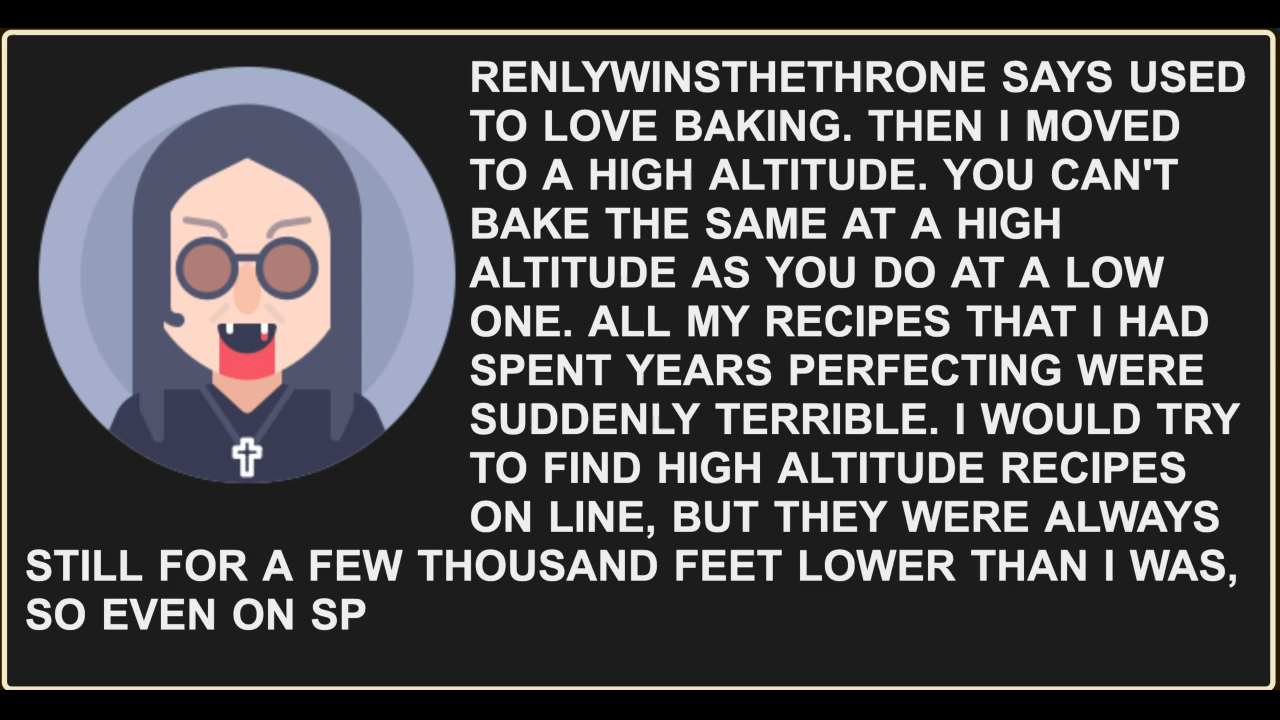 RENLYWINSTHETHRONE SAYS USED
TO LOVE BAKING. THEN I MOVED
TO A HIGH ALTITUDE. YOU CAN'T
BAKE THE SAME AT A HIGH
ALTITUDE AS YOU DO AT A LOW
ONE. ALL MY RECIPES THAT I HAD
SPENT YEARS PERFECTING WERE
SUDDENLY TERRIBLE. I WOULD TRY
TO FIND HIGH ALTITUDE RECIPES
ON LINE, BUT THEY WERE ALWAYS
STILL FOR A FEW THOUSAND FEET LOWER THAN I WAS,
SO EVEN ON SP